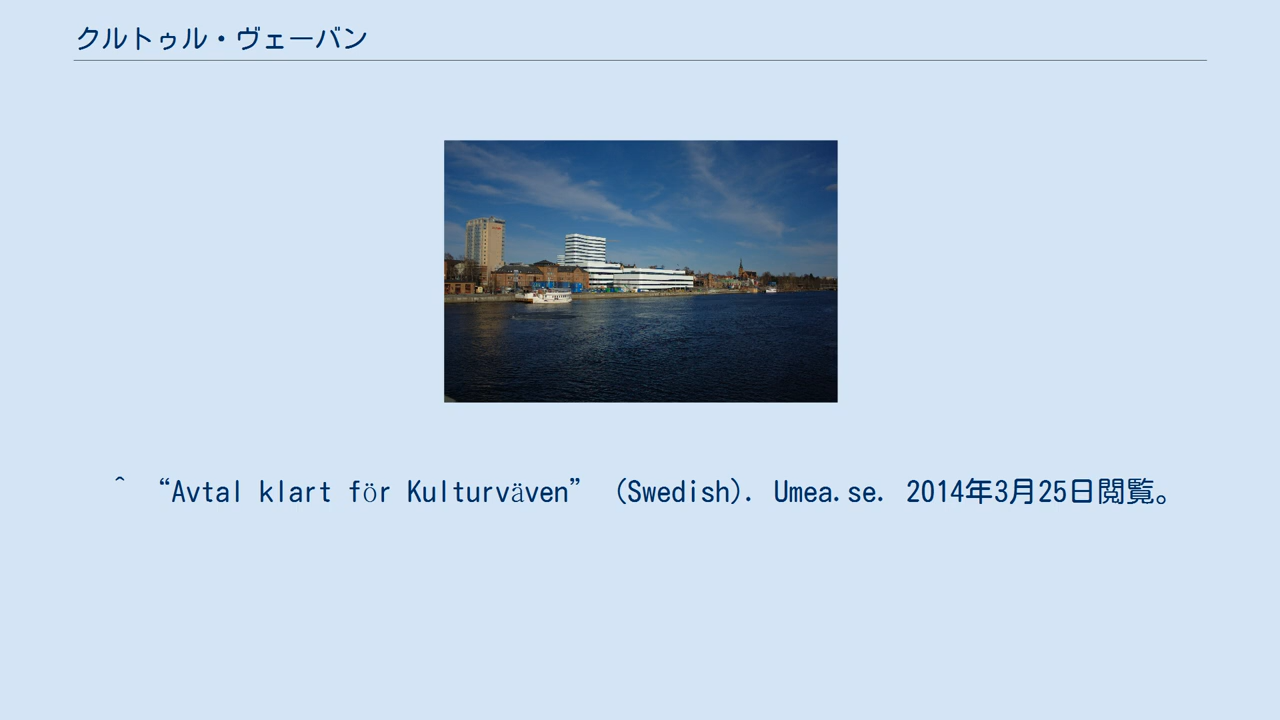 クルトゥル・ヴェーバン
^ “Avtal klart för Kulturväven” (Swedish). Umea.se. 2014年3月25日閲覧。